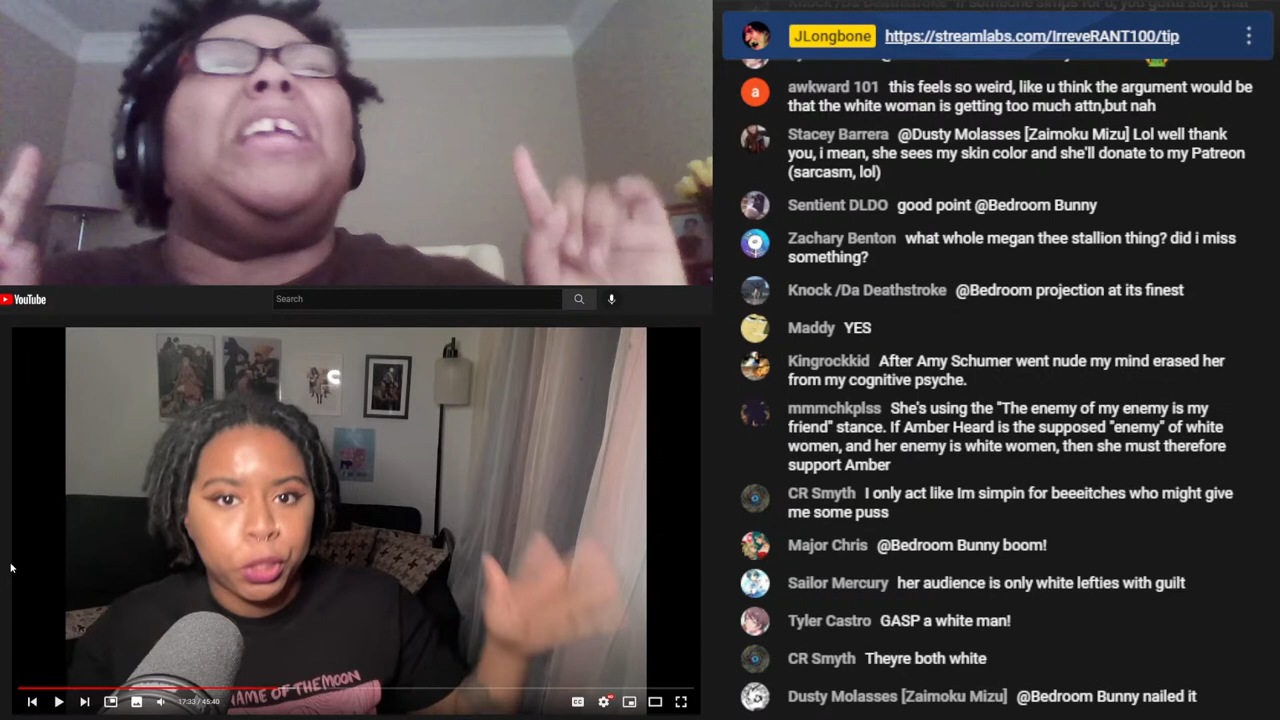 JLongbone https://streamlabs.com/IrreveRANT100/tip
a
awkward 101 this feels so weird, like u think the argument would be
that the white woman is getting too much attn,but nah
Stacey Barrera @Dusty Molasses [Zaimoku Mizu] Lol well thank
you, i mean, she sees my skin color and she'll donate to my Patreon
(sarcasm, lol)
Sentient DLDO good point @Bedroom Bunny
Zachary Benton what whole megan thee stallion thing? did i miss
something?
Knock /Da Deathstroke @Bedroom projection at its finest
Maddy YES
Kingrockkid After Amy Schumer went nude my mind erased her
from my cognitive psyche.
mmmchkplss She's using the "The enemy of my enemy is my
friend" stance. If Amber Heard is the supposed "enemy" of white
women, and her enemy is white women, then she must therefore
support Amber
CR Smyth I only act like Im simpin for beeeitches who might give
me some puss
Major Chris @Bedroom Bunny boom!
Sailor Mercury her audience is only white lefties with guilt
Tyler Castro GASP a white man!
CR Smyth Theyre both white
Dusty Molasses [Zaimoku Mizu] @Bedroom Bunny nailed it
YouTube
Search
NAME OF THE MOON
17:33 / 45:40
CC